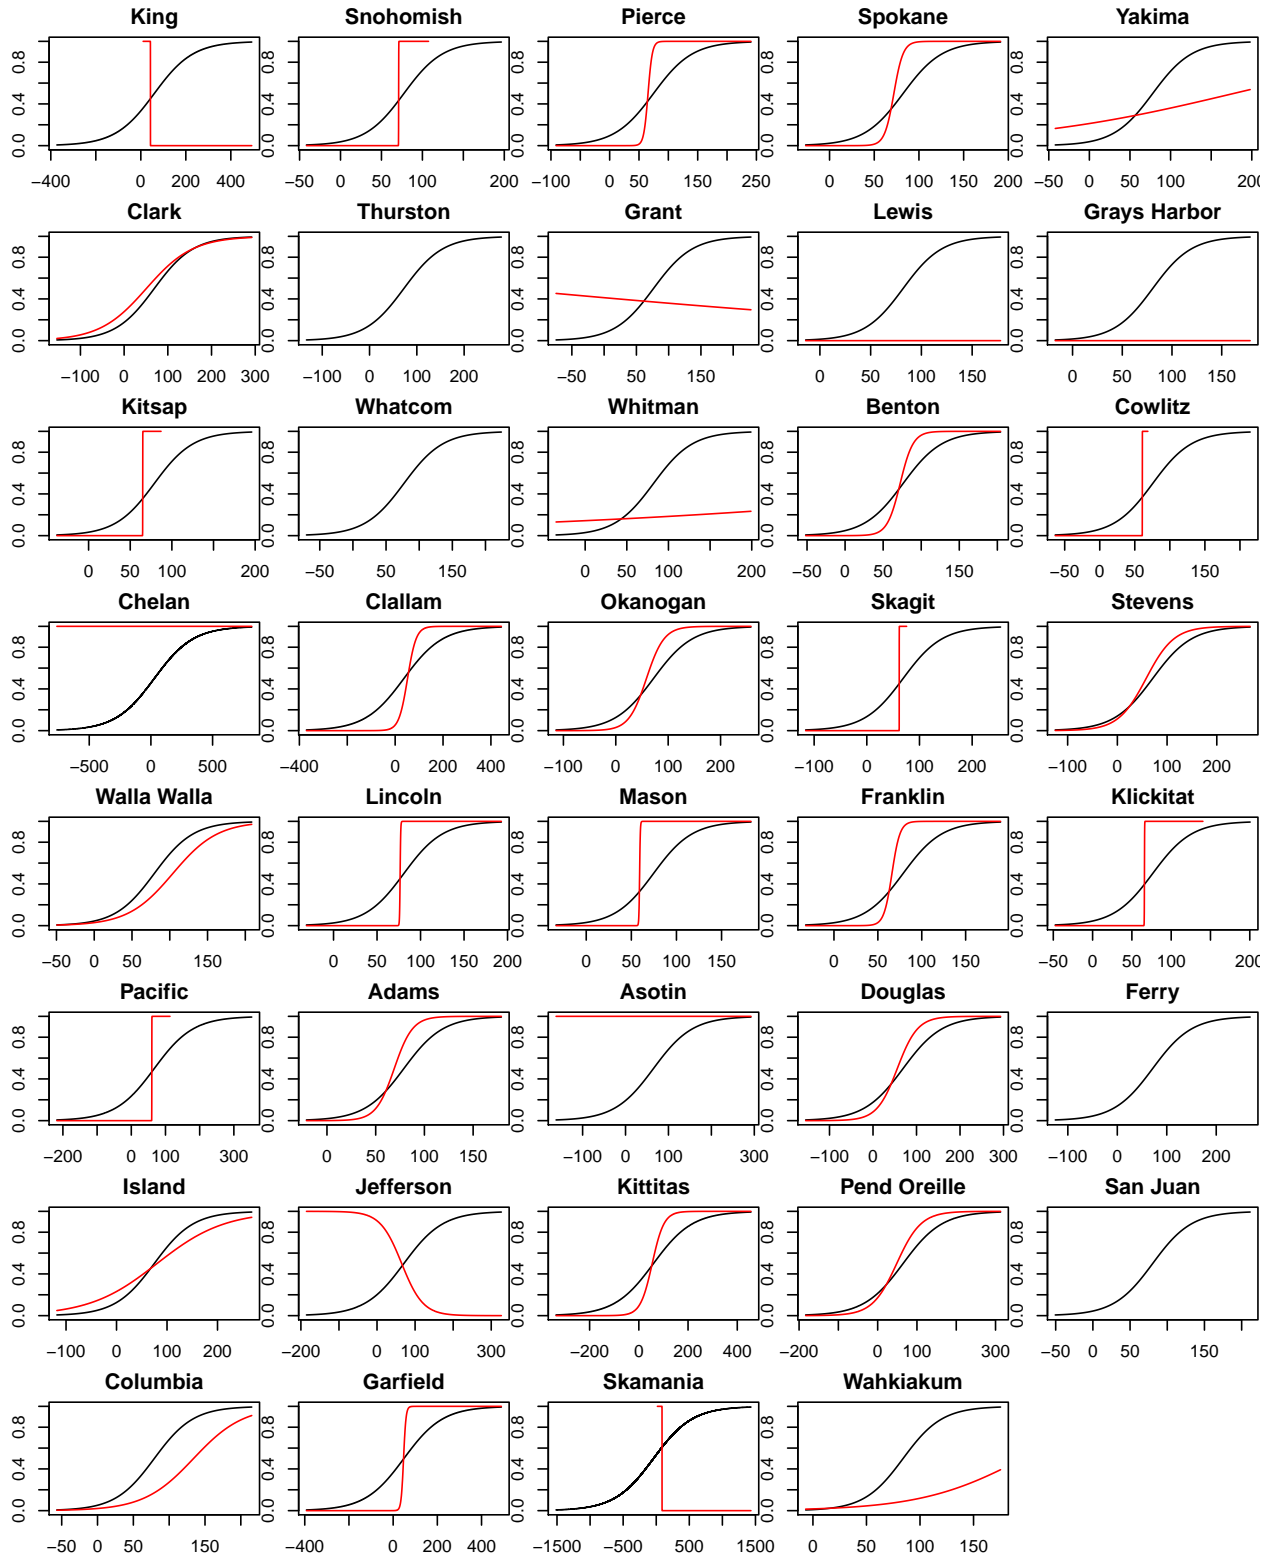 King Snohomish Pierce Spokane Yakima
0.0 0.4 0.8 0.0 0.4 0.8 0.0 0.4 0.8 0.0 0.4 0.8 0.0 0.4 0.8
−400 0 200 400 −50 0 50 100 200 −100 0 50 150 250 −50 0 50 100 200 −50 0 50 100 200
Clark Thurston Grant Lewis Grays Harbor
0.0 0.4 0.8 0.0 0.4 0.8 0.0 0.4 0.8 0.0 0.4 0.8 0.0 0.4 0.8
−100 0 100 200 300 −100 0 100 200 −50 50 150 0 50 100 150 0 50 100 150
Kitsap Whatcom Whitman Benton Cowlitz
0.0 0.4 0.8 0.0 0.4 0.8 0.0 0.4 0.8 0.0 0.4 0.8 0.0 0.4 0.8
0 50 100 200 −50 50 150 0 50 100 200 −50 0 50 150 −50 0 50 100 200
Chelan Clallam Okanogan Skagit Stevens
0.0 0.4 0.8 0.0 0.4 0.8 0.0 0.4 0.8 0.0 0.4 0.8 0.0 0.4 0.8
−500 0 500 −400 0 200 400 −100 0 100 200 −100 0 100 200 −100 0 100 200
Walla Walla Lincoln Mason Franklin Klickitat
0.0 0.4 0.8 0.0 0.4 0.8 0.0 0.4 0.8 0.0 0.4 0.8 0.0 0.4 0.8
−50 0 50 150 0 50 100 200 0 50 100 150 0 50 100 150 −50 0 50 100 200
Pacific Adams Asotin Douglas Ferry
0.0 0.4 0.8 0.0 0.4 0.8 0.0 0.4 0.8 0.0 0.4 0.8 0.0 0.4 0.8
−200 0 100 300 0 50 100 150 −100 0 100 300 −100 0 100 200 300 −100 0 100 200
Island Jefferson Kittitas Pend Oreille San Juan
0.0 0.4 0.8 0.0 0.4 0.8 0.0 0.4 0.8 0.0 0.4 0.8 0.0 0.4 0.8
−100 0 100 200 −200 0 100 300 −200 0 200 400 −200 0 100 300 −50 0 50 150
Columbia Garfield Skamania Wahkiakum
0.0 0.4 0.8 0.0 0.4 0.8 0.0 0.4 0.8 0.0 0.4 0.8
−50 0 50 150 −400 0 200 400 −1500 −500 500 1500 0 50 100 150